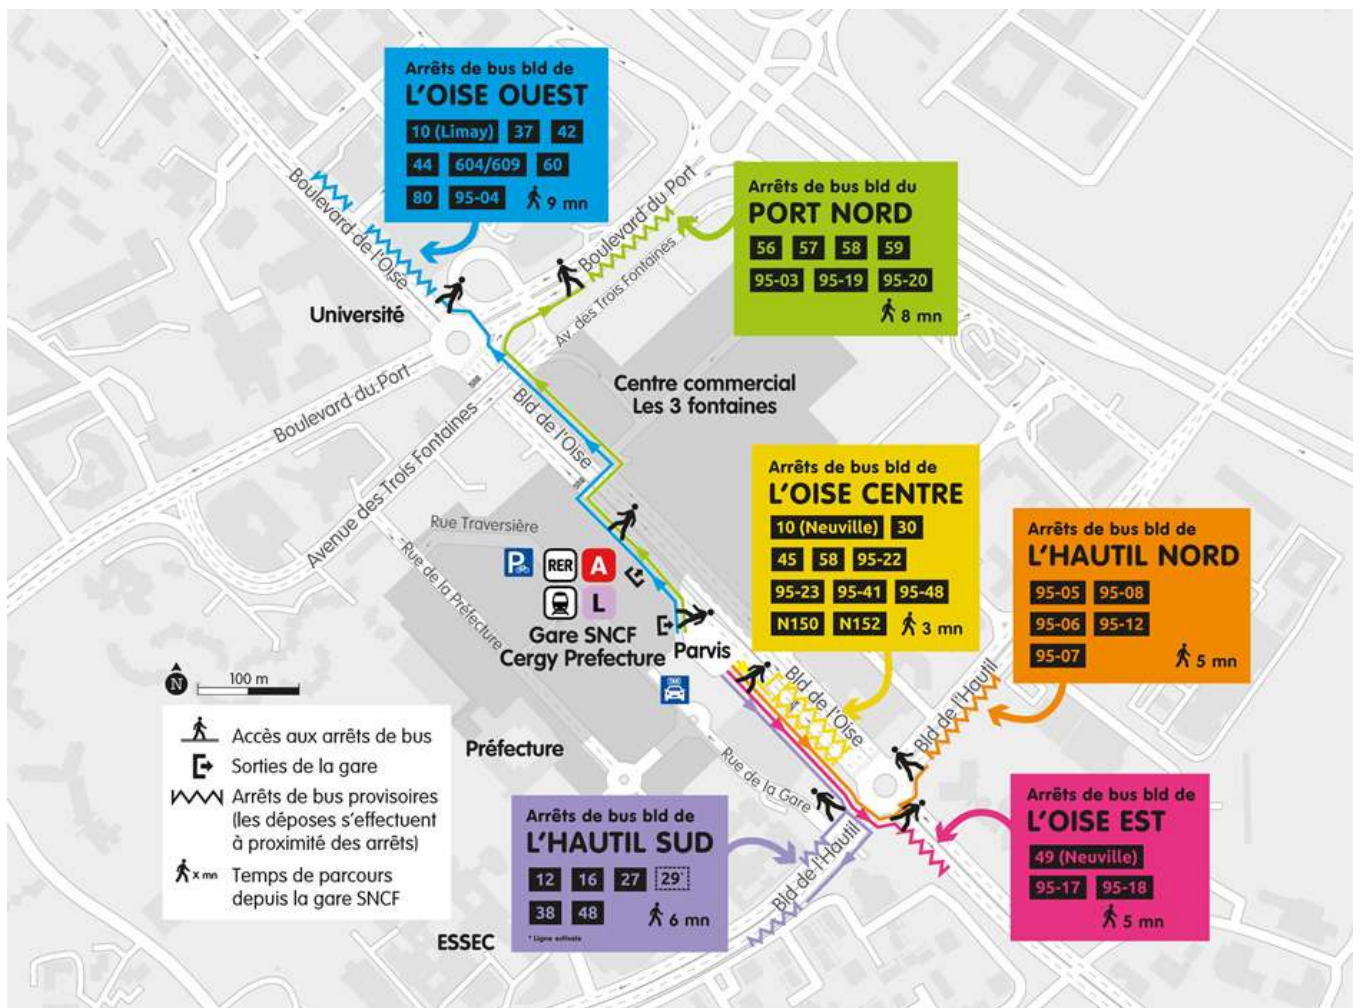 Arrêts de bus bld de
L'OISE OUEST
10 (Limay) 37 42
44 604/609 60
80 95-04 9 mn
Arrêts de bus bld du
PORT NORD
56 57 58 59
95-03 95-19 95-20
8 mn
Boulevard de l'Oise
Boulevard du Port
Av. des Trois Fontaines
Université
Boulevard du Port
Avenue des Trois Fontaines
Bld de l'Oise
Centre commercial
Les 3 fontaines
Arrêts de bus bld de
L'OISE CENTRE
10 (Neuville) 30
45 58 95-22
95-23 95-41 95-48
N150 N152 3 mn
Arrêts de bus bld de
L'HAUTIL NORD
95-05 95-08
95-06 95-12
95-07 5 mn
Rue Traversière
Rue de la Préfecture
P RER A
L
Gare SNCF
Cergy Prefecture
Parvis
TAXI
Bld de l'Oise
Bld de l'Hautil
N 100 m
Accès aux arrêts de bus
Sorties de la gare
Arrêts de bus provisoires
(les déposes s'effectuent
à proximité des arrêts)
x mn Temps de parcours
depuis la gare SNCF
Préfecture
Rue de la Gare
Arrêts de bus bld de
L'HAUTIL SUD
12 16 27 29*
38 48 6 mn
* Ligne estivale
Bld de l'Hautil
ESSEC
Arrêts de bus bld de
L'OISE EST
49 (Neuville)
95-17 95-18
5 mn